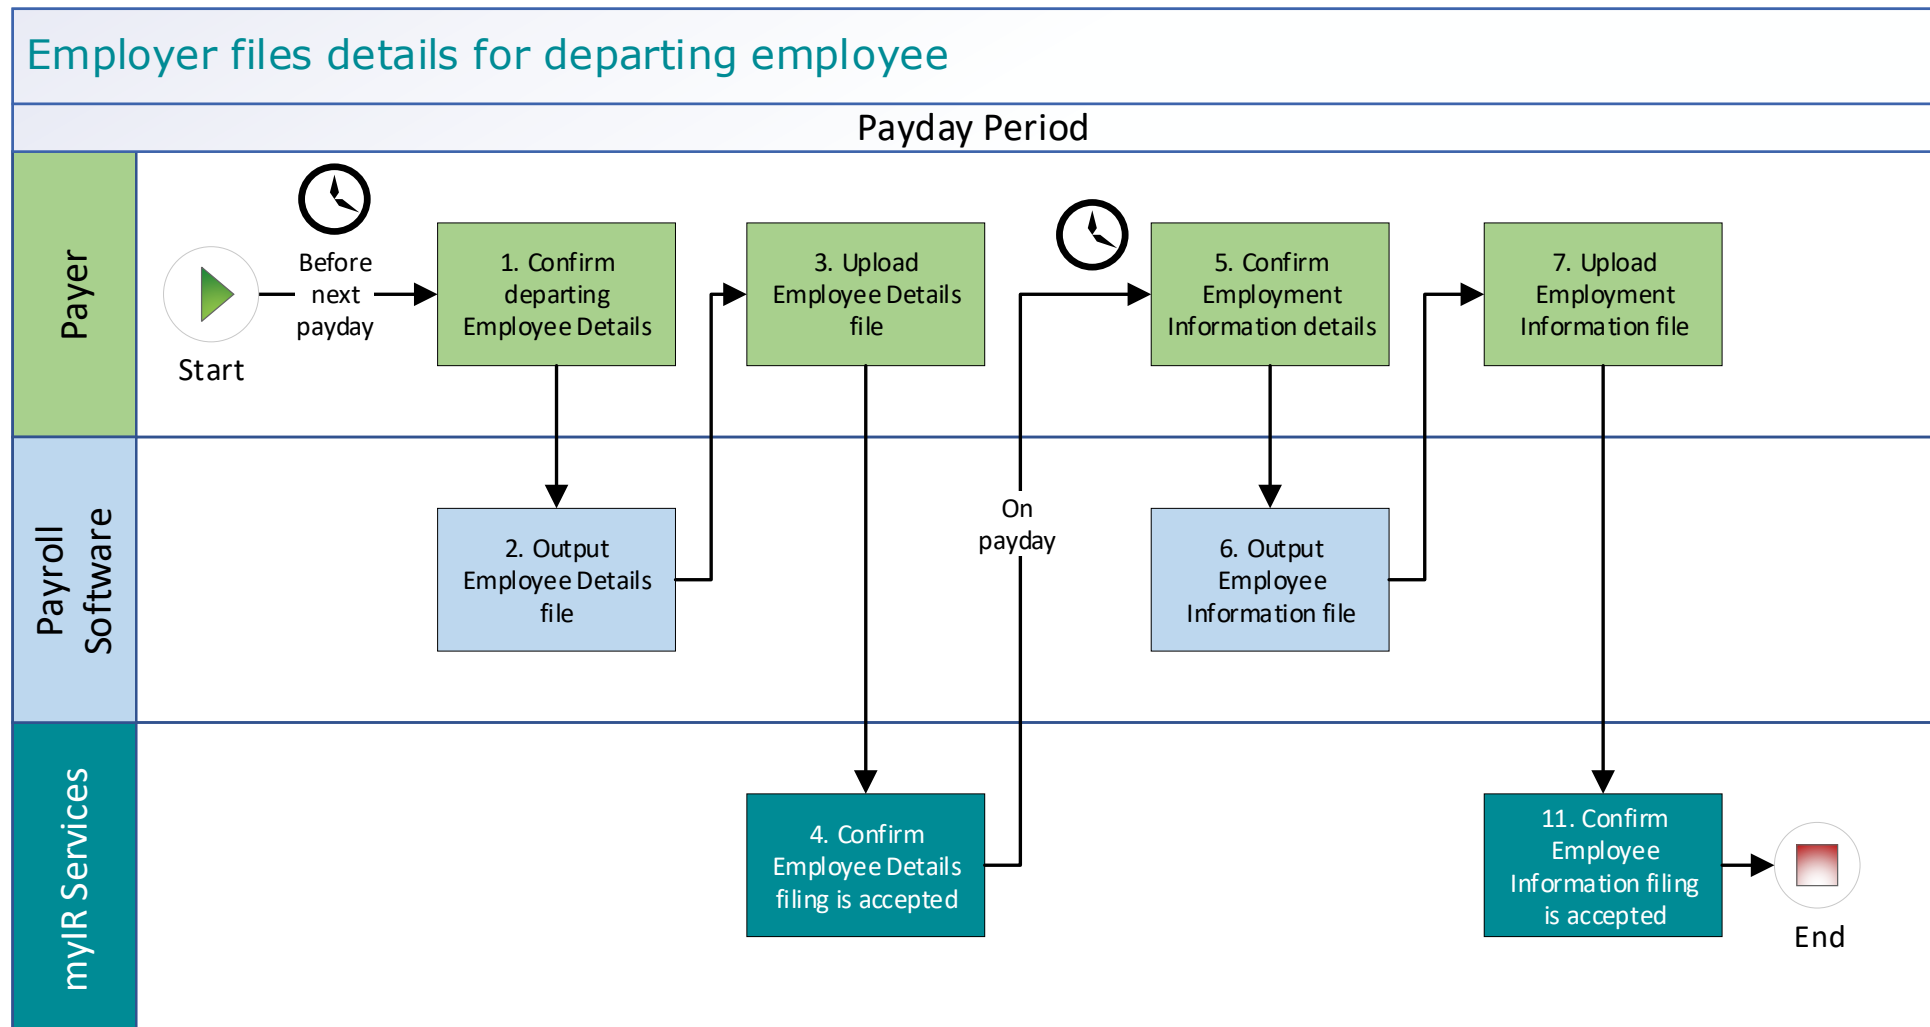 Employer files details for departing employee
Payday Period
Payer
Start
Before
next
payday
1. Confirm
departing
Employee Details
3. Upload
Employee Details
file
5. Confirm
Employment
Information details
7. Upload
Employment
Information file
Payroll
Software
2. Output
Employee Details
file
On
payday
6. Output
Employee
Information file
myIR Services
4. Confirm
Employee Details
filing is accepted
11. Confirm
Employee
Information filing
is accepted
End